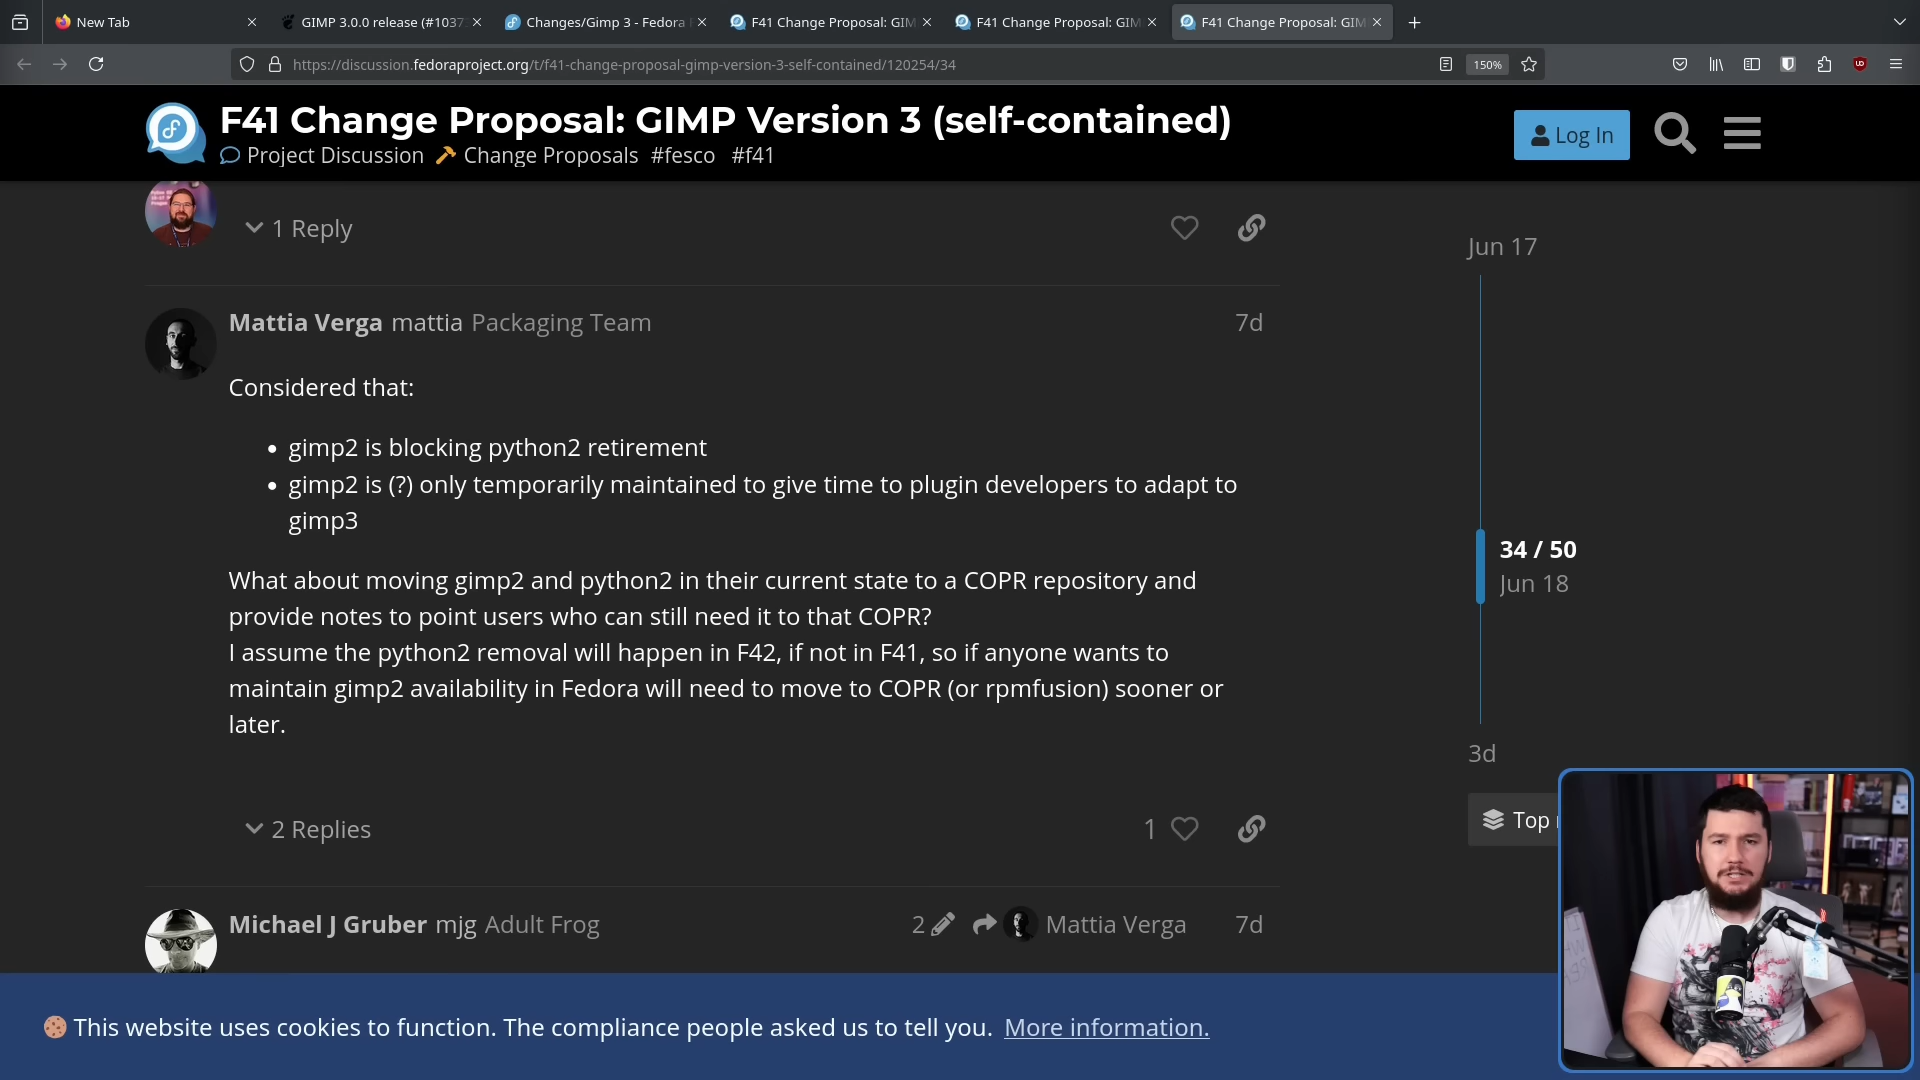 New Tab
GIMP 3.0.0 release (#1037
Changes/Gimp 3 - Fedora
F41 Change Proposal: GIM
F41 Change Proposal: GIM
F41 Change Proposal: GIM
https://discussion.fedoraproject.org/t/f41-change-proposal-gimp-version-3-self-contained/120254/34
150%
F41 Change Proposal: GIMP Version 3 (self-contained)
Project Discussion Change Proposals #fesco #f41
Log In
1 Reply
Jun 17
Mattia Verga mattia Packaging Team 7d
Considered that:
• gimp2 is blocking python2 retirement
• gimp2 is (?) only temporarily maintained to give time to plugin developers to adapt to
gimp3
34 / 50
Jun 18
What about moving gimp2 and python2 in their current state to a COPR repository and
provide notes to point users who can still need it to that COPR?
I assume the python2 removal will happen in F42, if not in F41, so if anyone wants to
maintain gimp2 availability in Fedora will need to move to COPR (or rpmfusion) sooner or
later.
3d
Top
2 Replies 1
Michael J Gruber mjg Adult Frog 2 Mattia Verga 7d
This website uses cookies to function. The compliance people asked us to tell you. More information.